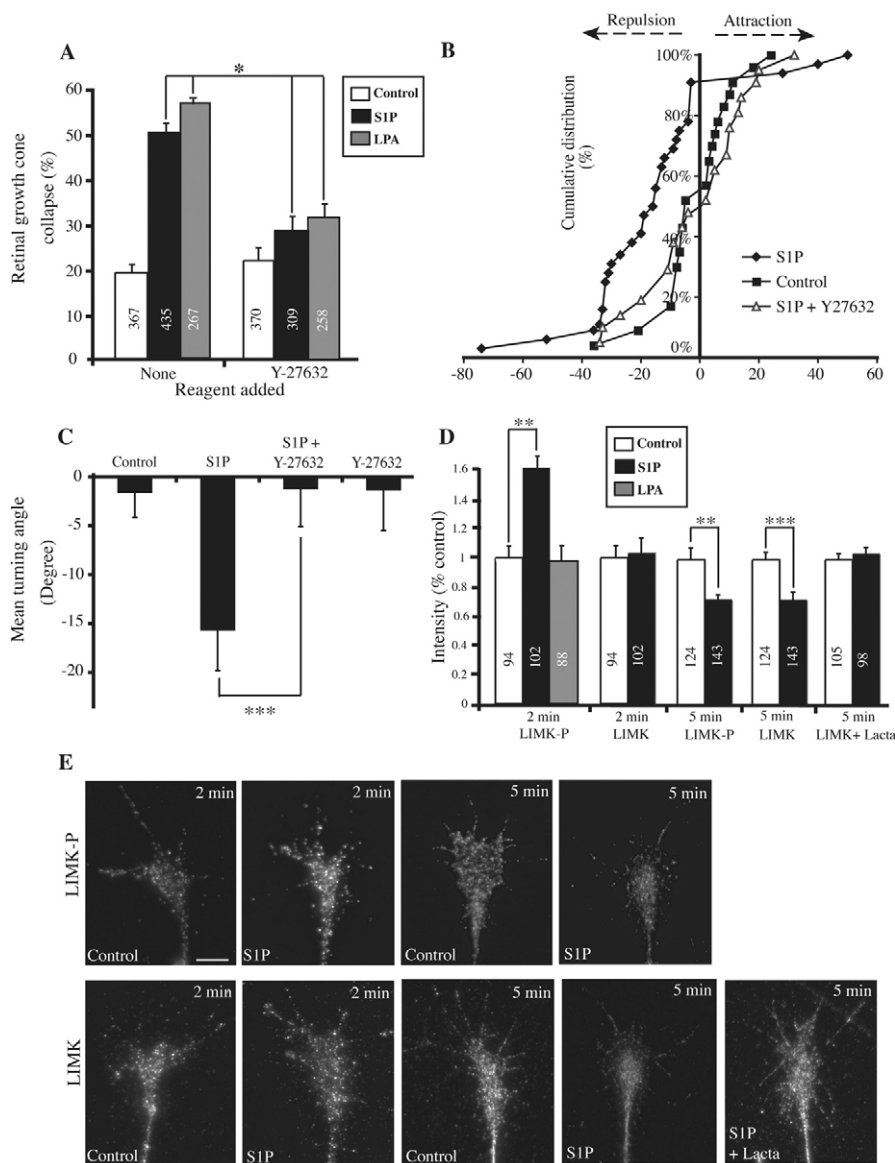 A
Retinal growth cone
collapse (%)
60
50
40
30
20
10
0
*
Control
S1P
LPA
367
435
267
370
309
258
None
Y-27632
Reagent added
B
Repulsion
Attraction
Cumulative distribution
(%)
100%
80%
60%
40%
20%
0%
S1P
Control
S1P + Y27632
-80
-60
-40
-20
0
20
40
60
C
Control
S1P
S1P +
Y-27632
Y-27632
Mean turning angle
(Degree)
0
-5
-10
-15
-20
***
D
Control
S1P
LPA
Intensity (% control)
1.6
1.4
1.2
1
0.8
0.6
0.4
0.2
0
**
**
***
94
102
88
94
102
124
143
124
143
105
98
2 min
LIMK-P
2 min
LIMK
5 min
LIMK-P
5 min
LIMK
5 min
LIMK+ Lacta
E
LIMK-P
2 min
Control
2 min
S1P
5 min
Control
5 min
S1P
LIMK
2 min
Control
2 min
S1P
5 min
Control
5 min
S1P
5 min
S1P
+ Lacta